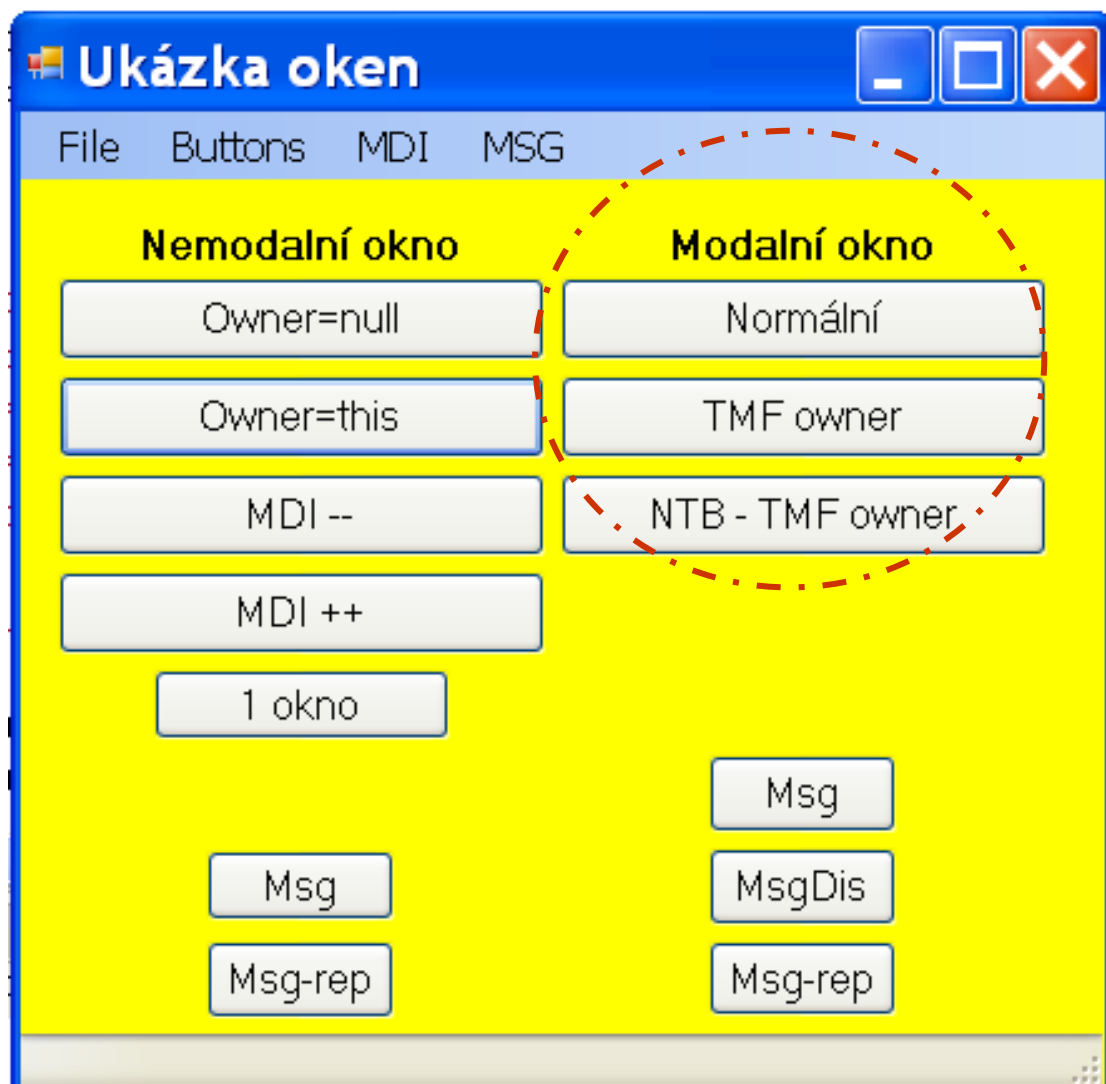 Ukázka oken
File Buttons MDI MSG
Nemodalní okno Modalní okno
Owner=null Normální
Owner=this TMF owner
MDI -- NTB - TMF owner
MDI ++
1 okno
Msg
Msg MsgDis
Msg-rep Msg-rep